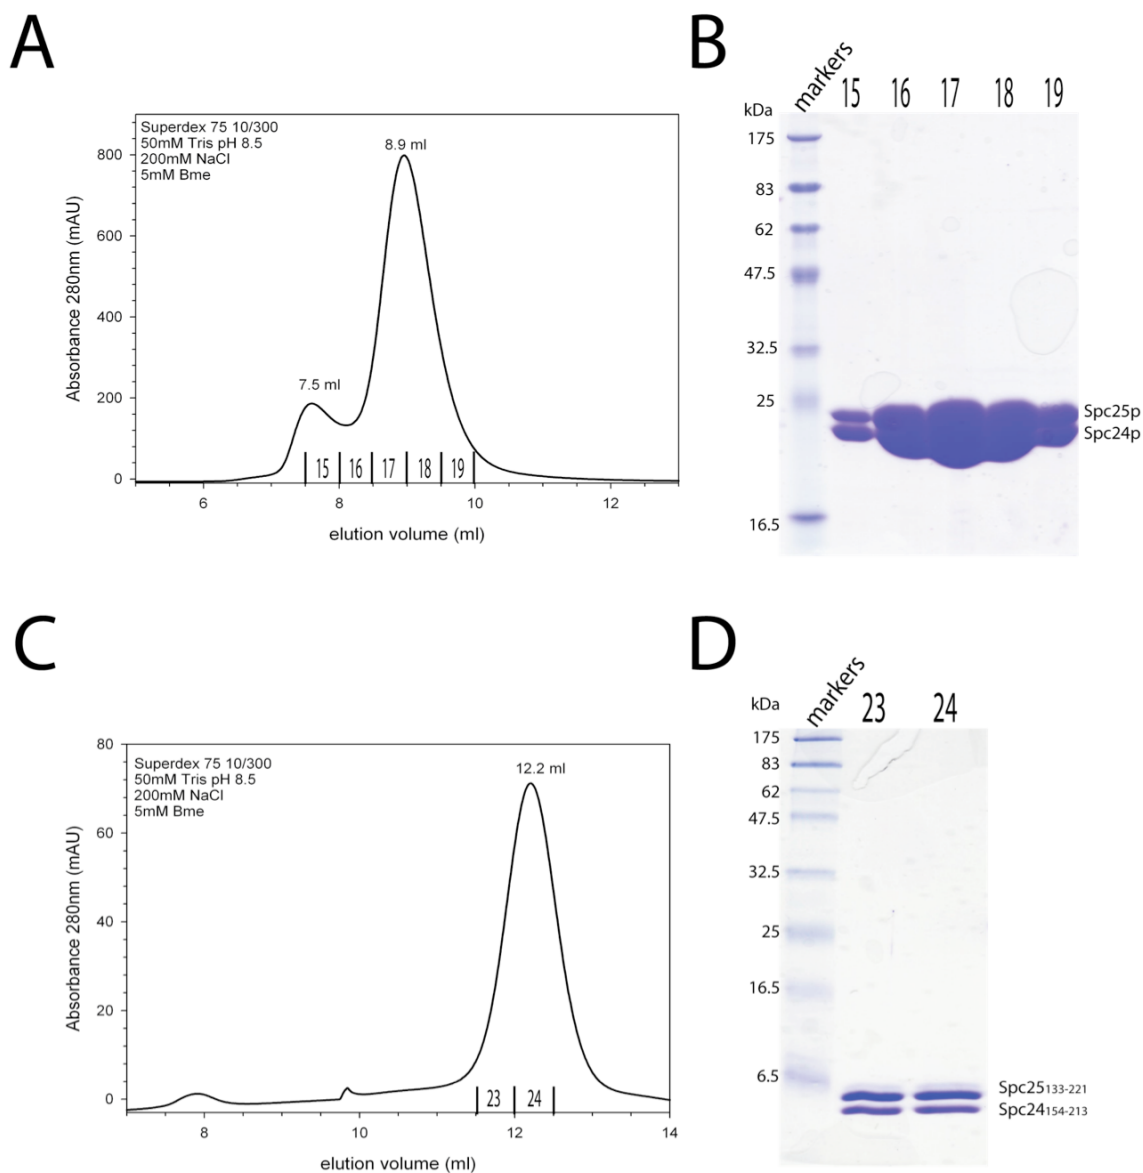 A
Superdex 75 10/300
50mM Tris pH 8.5
200mM NaCl
5mM Bme
8.9 ml
7.5 ml
800
600
400
200
0
Absorbance 280nm (mAU)
15 16 17 18 19
6 8 10 12
elution volume (ml)
B
kDa
markers
15 16 17 18 19
175
83
62
47.5
32.5
25
16.5
Spc25p
Spc24p
C
Superdex 75 10/300
50mM Tris pH 8.5
200mM NaCl
5mM Bme
12.2 ml
80
60
40
20
0
Absorbance 280nm (mAU)
23 24
8 10 12 14
elution volume (ml)
D
kDa
markers
23 24
175
83
62
47.5
32.5
25
16.5
6.5
Spc25133-221
Spc24154-213